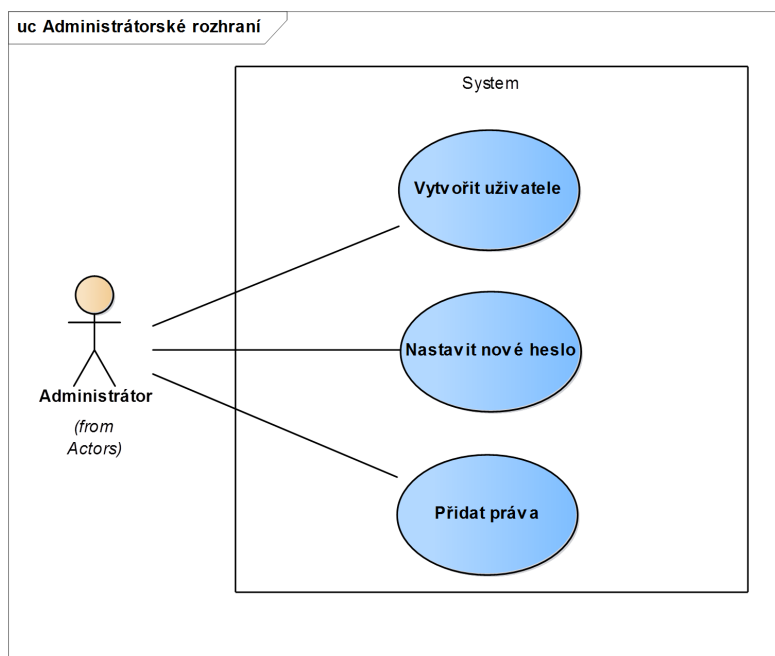 uc Administrátorské rozhraní
System
Vytvořit uživatele
Nastavit nové heslo
Administrátor
(from
Actors)
Přidat práva